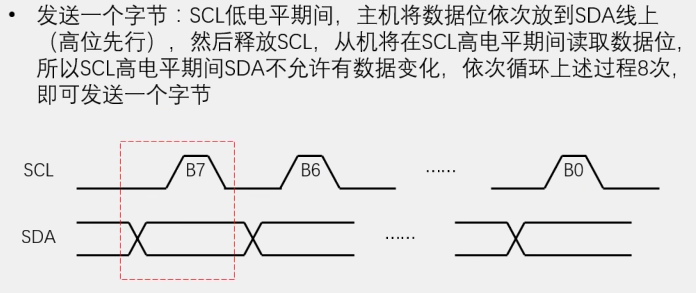 • 发送一个字节：SCL低电平期间，主机将数据位依次放到SDA线上
（高位先行），然后释放SCL，从机将在SCL高电平期间读取数据位，
所以SCL高电平期间SDA不允许有数据变化，依次循环上述过程8次，
即可发送一个字节
SCL B7 B6 …… B0
SDA ……